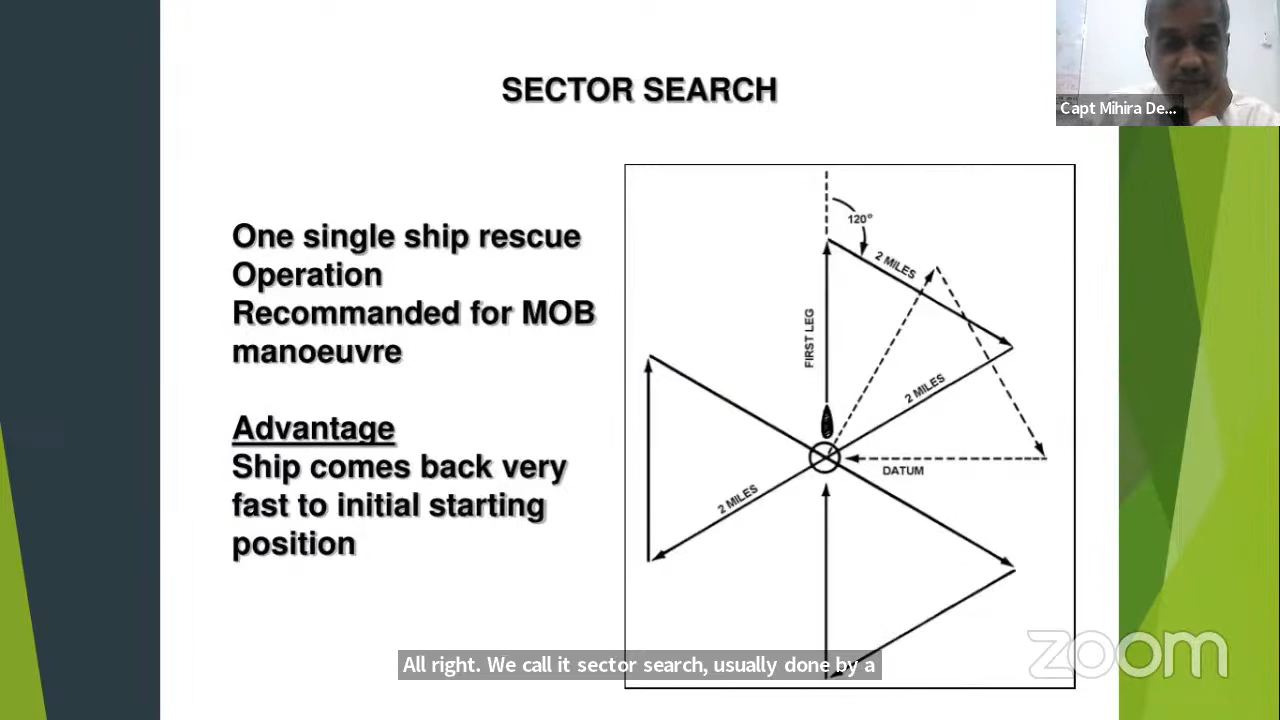 SECTOR SEARCH
Capt Mihira De...
One single ship rescue
Operation
Recommanded for MOB
manoeuvre
Advantage
Ship comes back very
fast to initial starting
position
120°
2 MILES
FIRST LEG
2 MILES
DATUM
2 MILES
All right. We call it sector search, usually done by a
zoom